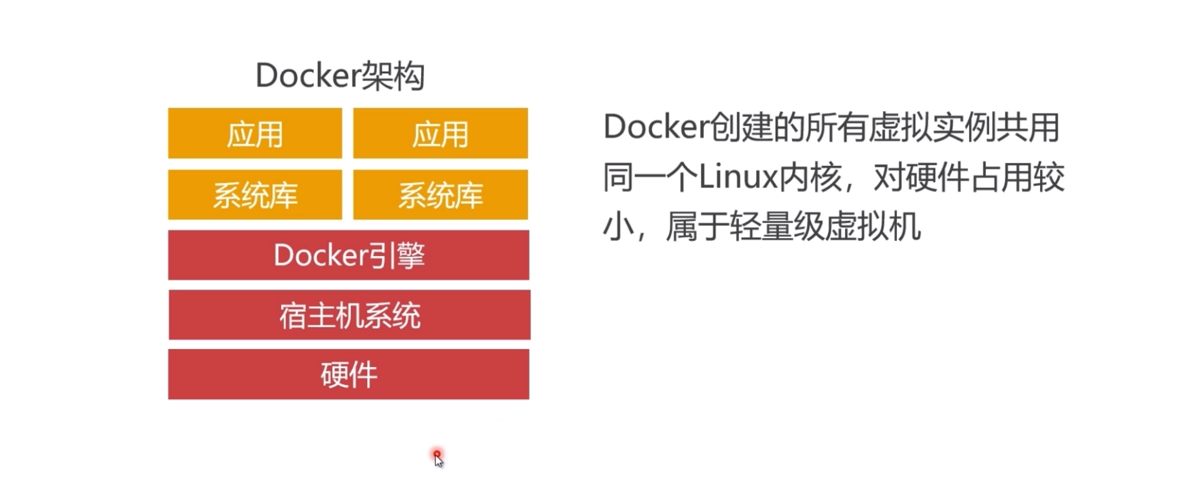 Docker架构
应用
应用
系统库
系统库
Docker引擎
宿主机系统
硬件
Docker创建的所有虚拟实例共用
同一个Linux内核，对硬件占用较
小，属于轻量级虚拟机